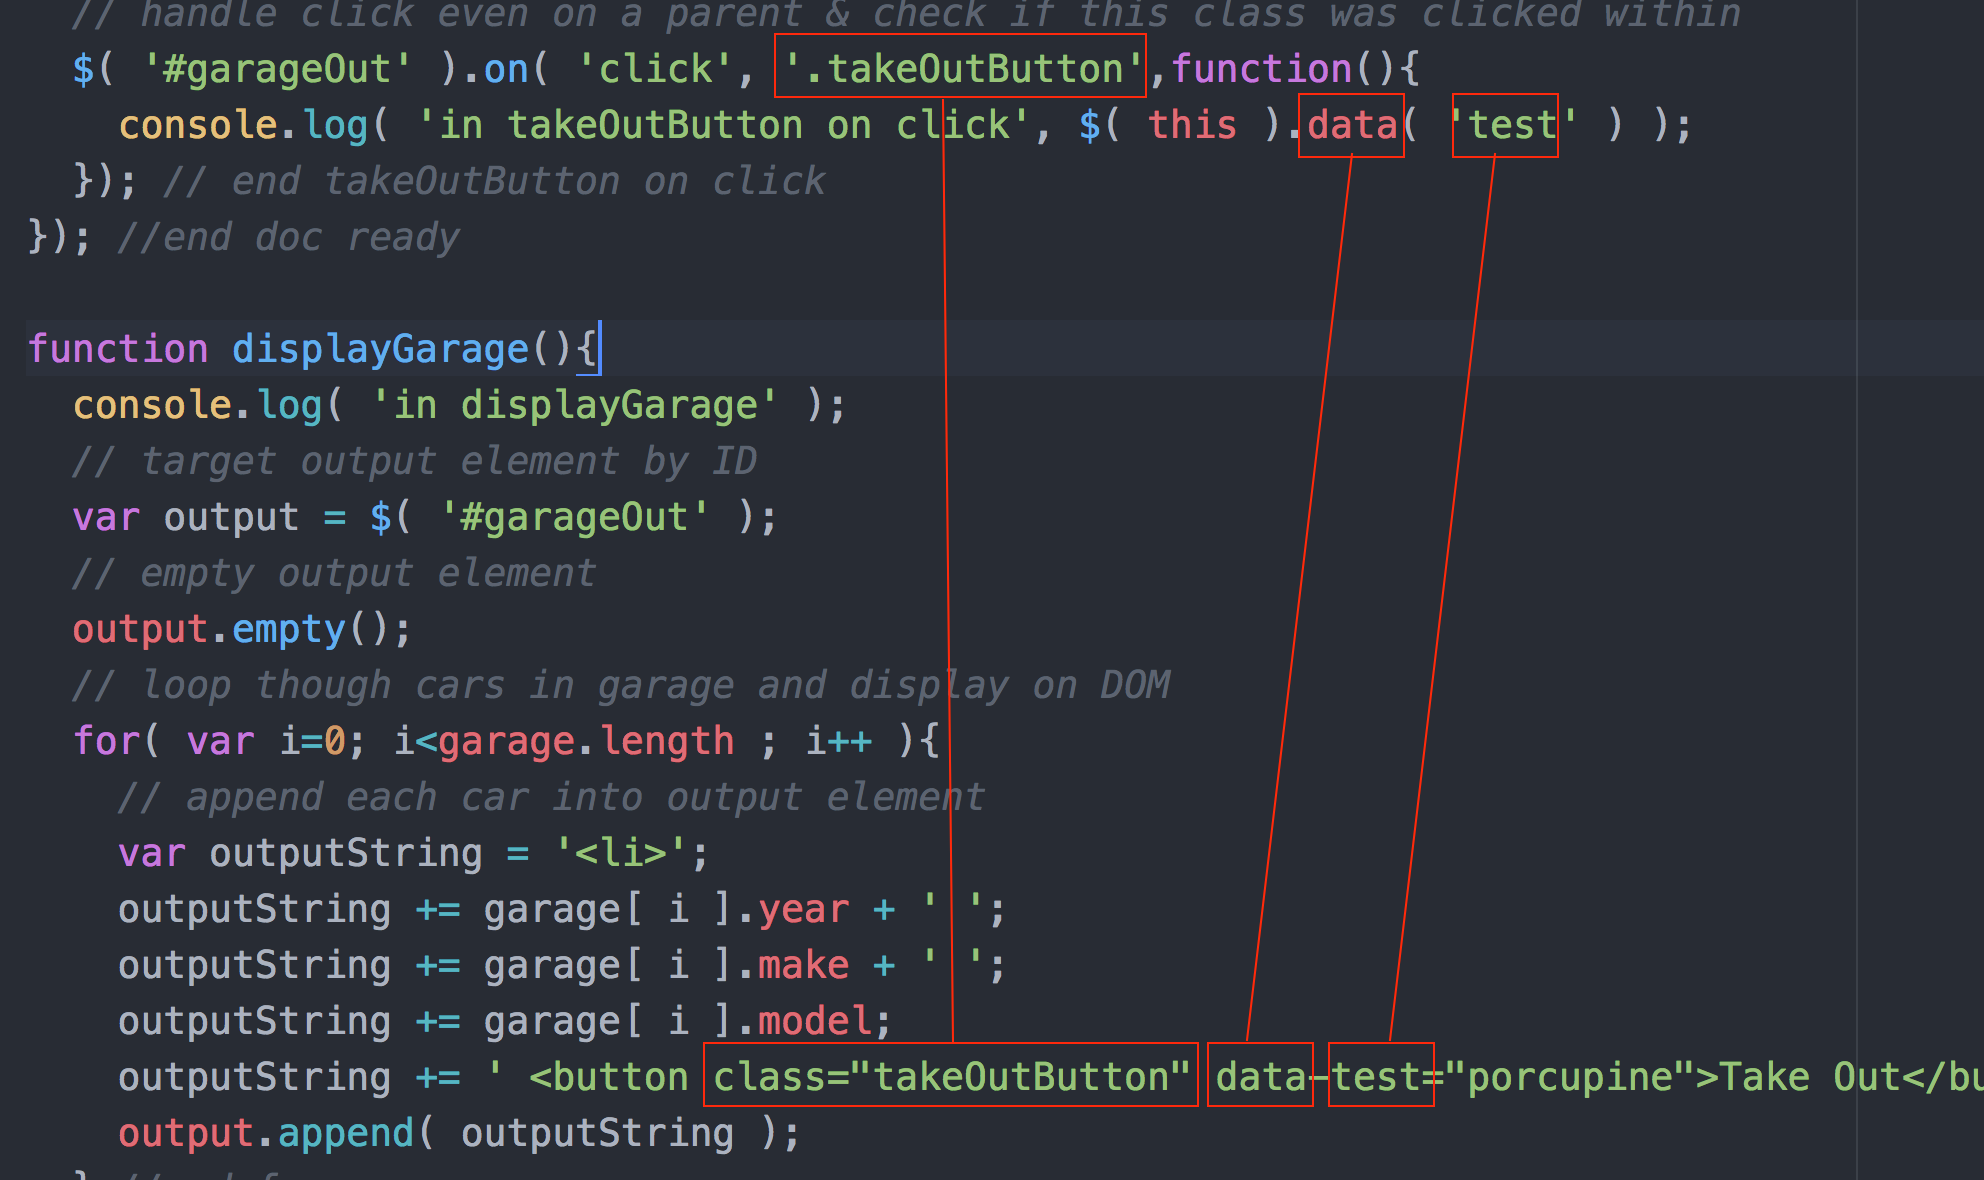 // handle click even on a parent & check if this class was clicked within
$( '#garageOut' ).on( 'click', '.takeOutButton',function(){
console.log( 'in takeOutButton on click', $( this ).data( 'test' ) );
}); // end takeOutButton on click
}); //end doc ready
function displayGarage(){
console.log( 'in displayGarage' );
// target output element by ID
var output = $( '#garageOut' );
// empty output element
output.empty();
// loop though cars in garage and display on DOM
for( var i=0; i<garage.length ; i++ ){
// append each car into output element
var outputString = '<li>';
outputString += garage[ i ].year + ' ';
outputString += garage[ i ].make + ' ';
outputString += garage[ i ].model;
outputString += ' <button class="takeOutButton" data-test="porcupine">Take Out</bu
output.append( outputString );